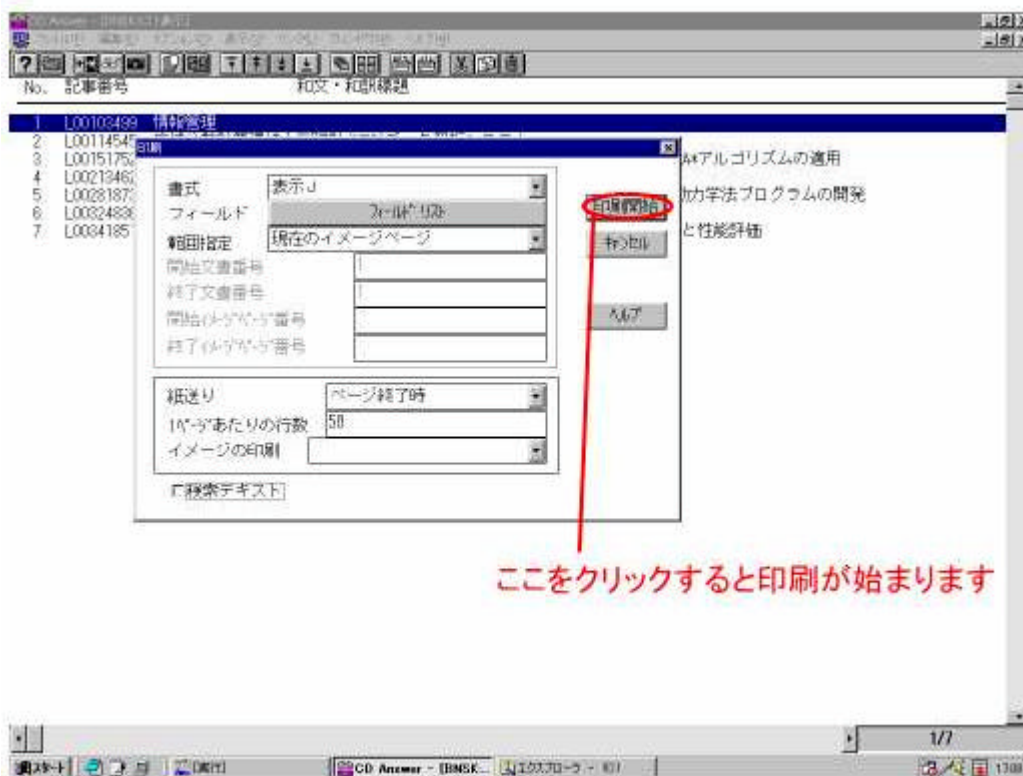 CD Answer - [BNSK
No. 記事番号 和文・和訳標題
1 L00103499 情報管理
2 L00114545
3 L00151752 A*アルゴリズムの適用
4 L00213462
5 L0028187 力学法プログラムの開発
6 L0032483
7 L0034185 と性能評価
印刷
書式 表示J
フィールド フィールド リスト
範囲指定 現在のイメージページ
開始文書番号 1
終了文書番号 1
開始イメージページ番号
終了イメージページ番号
印刷開始
キャンセル
ヘルプ
紙送り ページ終了時
1ページあたりの行数 50
イメージの印刷
検索テキスト
ここをクリックすると印刷が始まります
1/7
スタート
CD Answer - [BNSK...
エクスプローラ